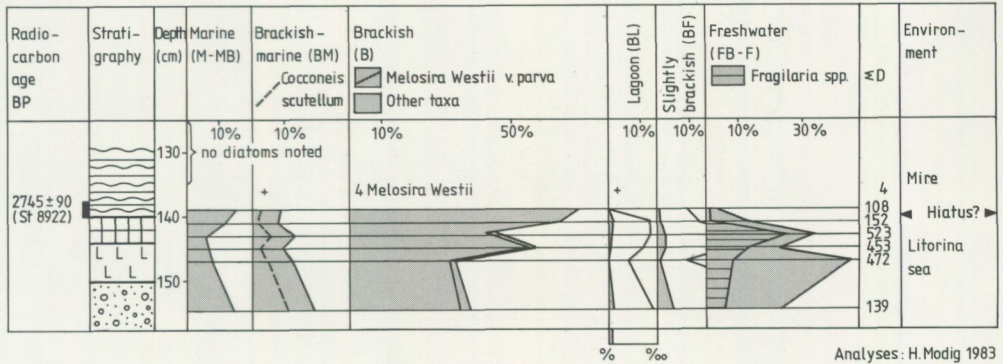 Radio-
carbon
age
BP
Strati-
graphy
Depth
(cm)
Marine
(M-MB)
Brackish-
marine (BM)
Cocconeis
scutellum
Brackish
(B)
Melosira Westii v. parva
Other taxa
Lagoon (BL)
Slightly
brackish (BF)
Freshwater
(FB-F)
Fragilaria spp.
ΣD
Environ-
ment
10%
10%
10%
50%
10%
10%
10%
30%
no diatoms noted
130
140
150
2745±90
(St 8922)
+
4 Melosira Westii
+
L L
L L
4
108
152
523
453
472
139
Mire
Hiatus?
Litorina
sea
%
‰
Analyses: H. Modig 1983